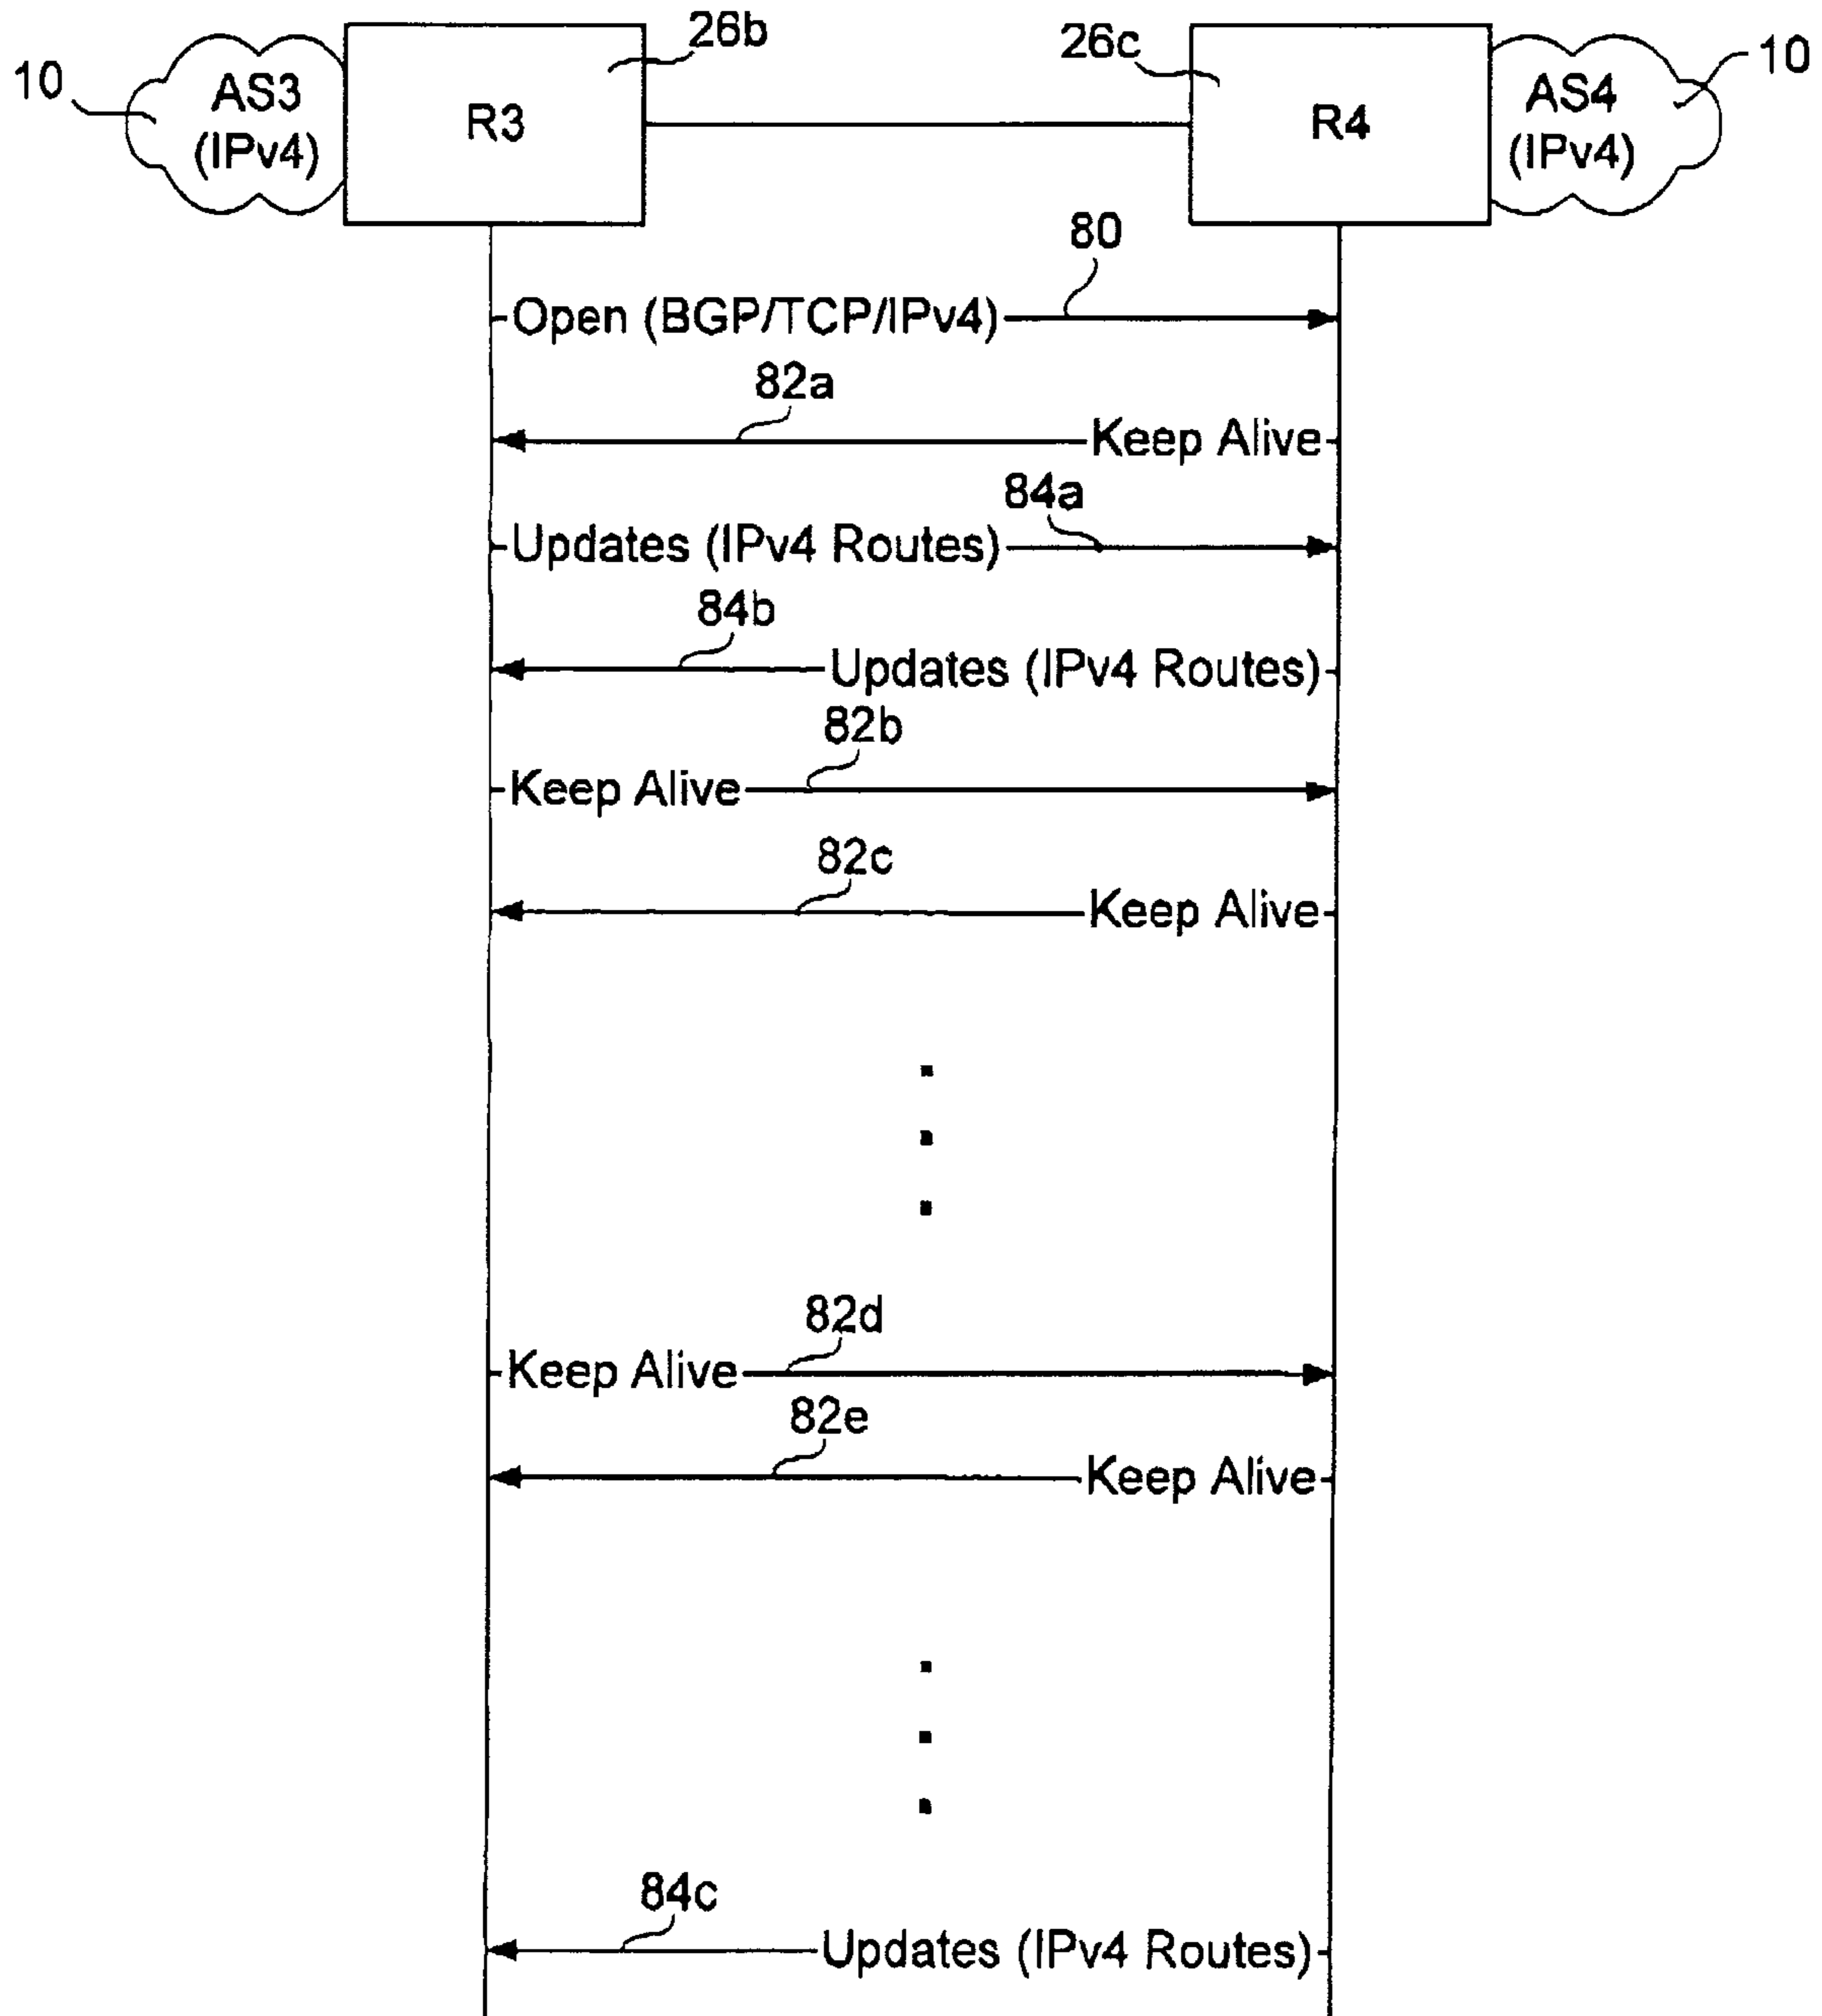 26b
26c
10
10
AS3
(IPv4)
R3
R4
AS4
(IPv4)
80
Open (BGP/TCP/IPv4)
82a
Keep Alive
84a
Updates (IPv4 Routes)
84b
Updates (IPv4 Routes)
82b
Keep Alive
82c
Keep Alive
82d
Keep Alive
82e
Keep Alive
84c
Updates (IPv4 Routes)